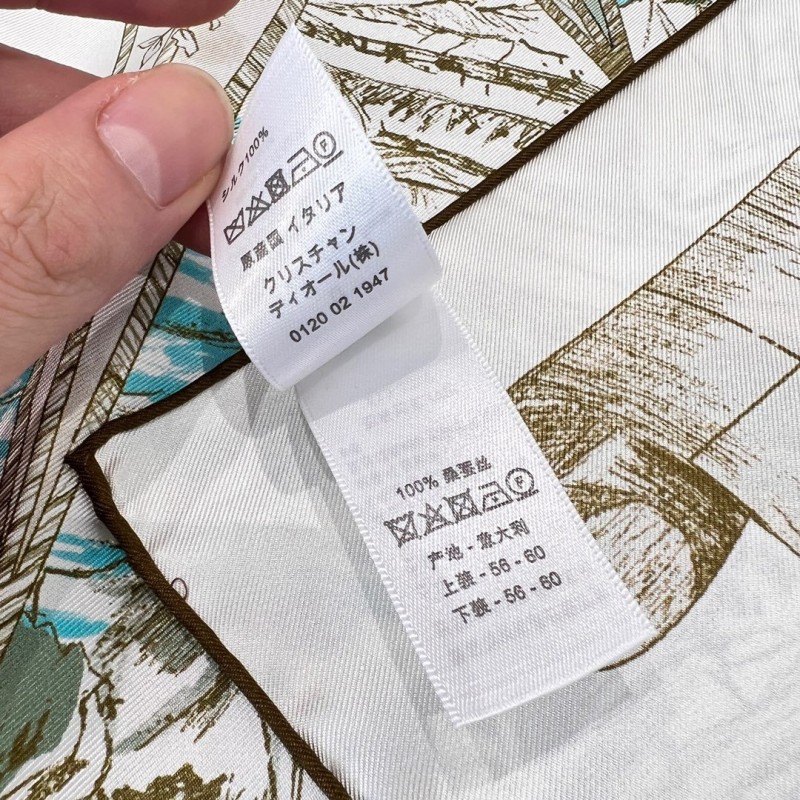 シルク100%
原産国 イタリア
クリスチャン
ディオール(株)
0120 02 1947
100% 桑蚕丝
产地 - 意大利
上装 - 56 - 60
下装 - 56 - 60